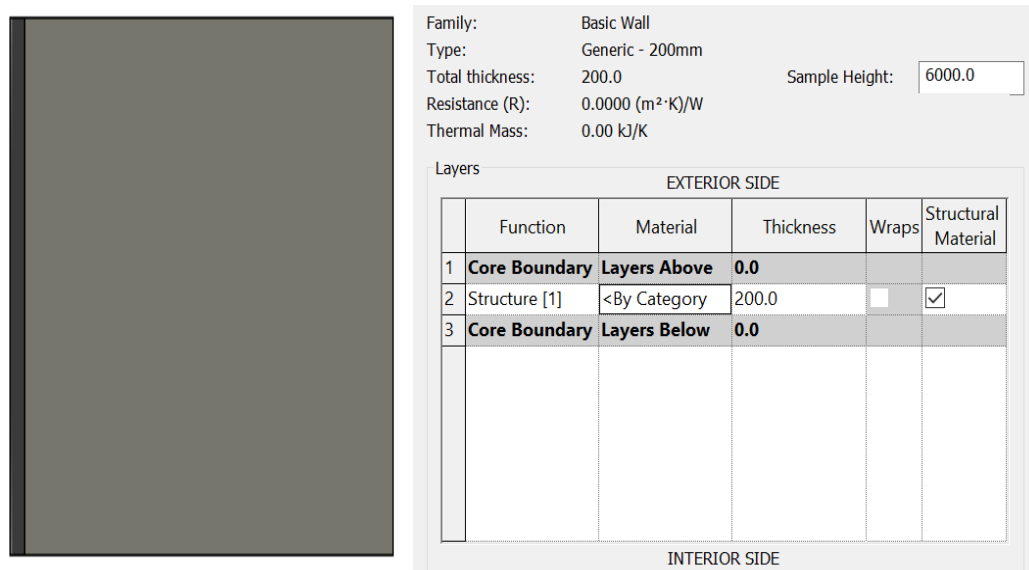 Family: Basic Wall
Type: Generic - 200mm
Total thickness: 200.0 Sample Height: 6000.0
Resistance (R): 0.0000 (m²·K)/W
Thermal Mass: 0.00 kJ/K
Layers
EXTERIOR SIDE
Function Material Thickness Wraps Structural Material
1 Core Boundary Layers Above 0.0
2 Structure [1] <By Category 200.0
3 Core Boundary Layers Below 0.0
INTERIOR SIDE